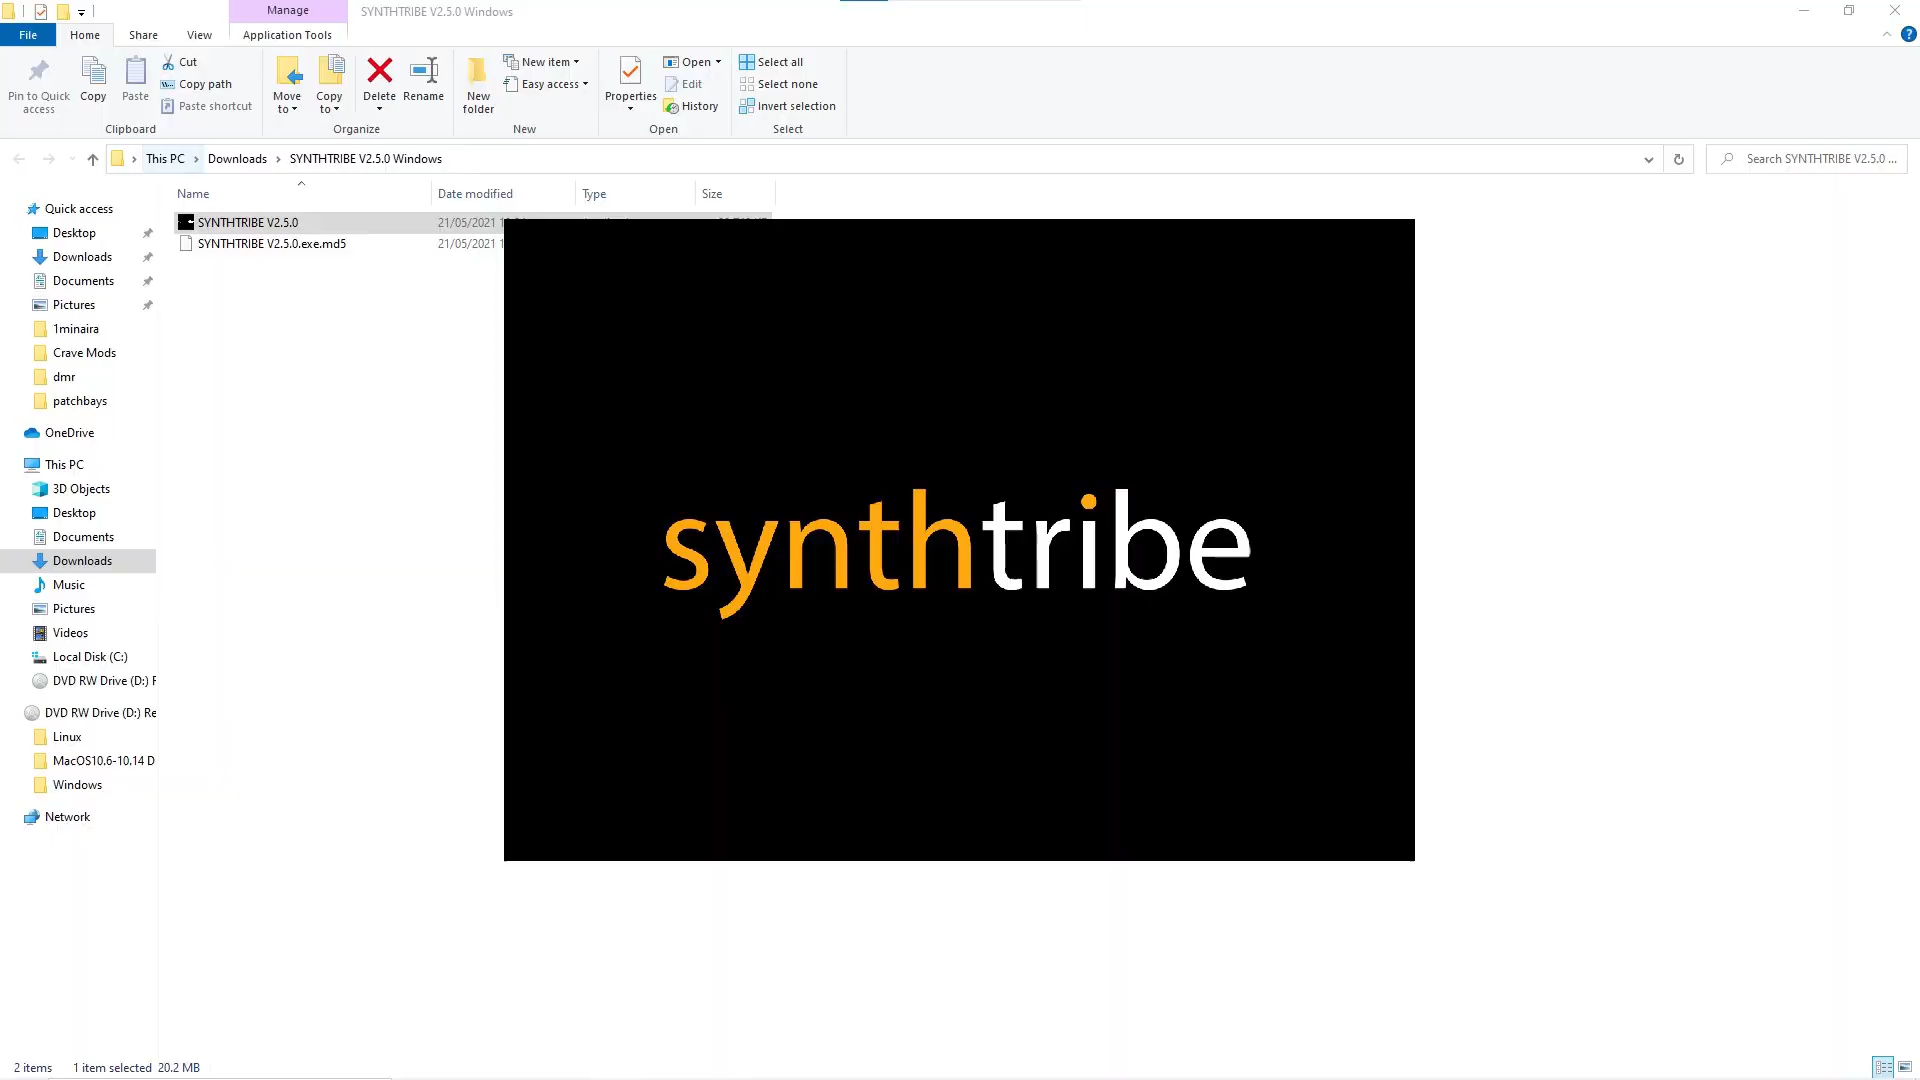 Manage
SYNTHTRIBE V2.5.0 Windows
File
Home
Share
View
Application Tools
Pin to Quick access
Copy
Paste
Cut
Copy path
Paste shortcut
Clipboard
Move to
Copy to
Delete
Rename
Organize
New folder
New item
Easy access
New
Properties
Open
Edit
History
Open
Select all
Select none
Invert selection
Select
This PC
Downloads
SYNTHTRIBE V2.5.0 Windows
Search SYNTHTRIBE V2.5.0 ...
Name
Date modified
Type
Size
SYNTHTRIBE V2.5.0
21/05/2021 1
SYNTHTRIBE V2.5.0.exe.md5
21/05/2021 1
Quick access
Desktop
Downloads
Documents
Pictures
1minaira
Crave Mods
dmr
patchbays
OneDrive
This PC
3D Objects
Desktop
Documents
Downloads
Music
Pictures
Videos
Local Disk (C:)
DVD RW Drive (D:) R
DVD RW Drive (D:) Re
Linux
MacOS10.6-10.14 D
Windows
Network
synthtribe
2 items
1 item selected 20.2 MB